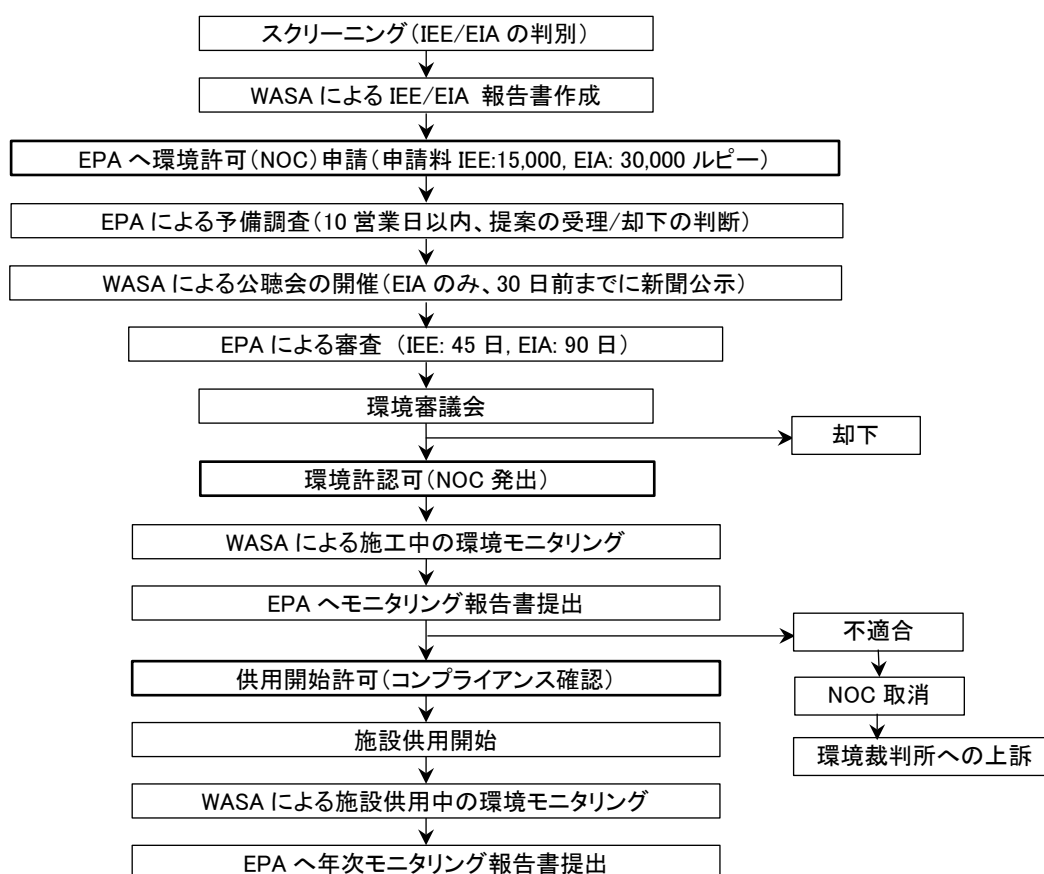 スクリーニング(IEE/EIA の判別)
WASA による IEE/EIA 報告書作成
EPA へ環境許可(NOC)申請(申請料 IEE:15,000, EIA: 30,000 ルピー)
EPA による予備調査(10 営業日以内、提案の受理/却下の判断)
WASA による公聴会の開催(EIA のみ、30 日前までに新聞公示)
EPA による審査 (IEE: 45 日, EIA: 90 日)
環境審議会
却下
環境許認可(NOC 発出)
WASA による施工中の環境モニタリング
EPA へモニタリング報告書提出
不適合
供用開始許可(コンプライアンス確認)
NOC 取消
施設供用開始
環境裁判所への上訴
WASA による施設供用中の環境モニタリング
EPA へ年次モニタリング報告書提出